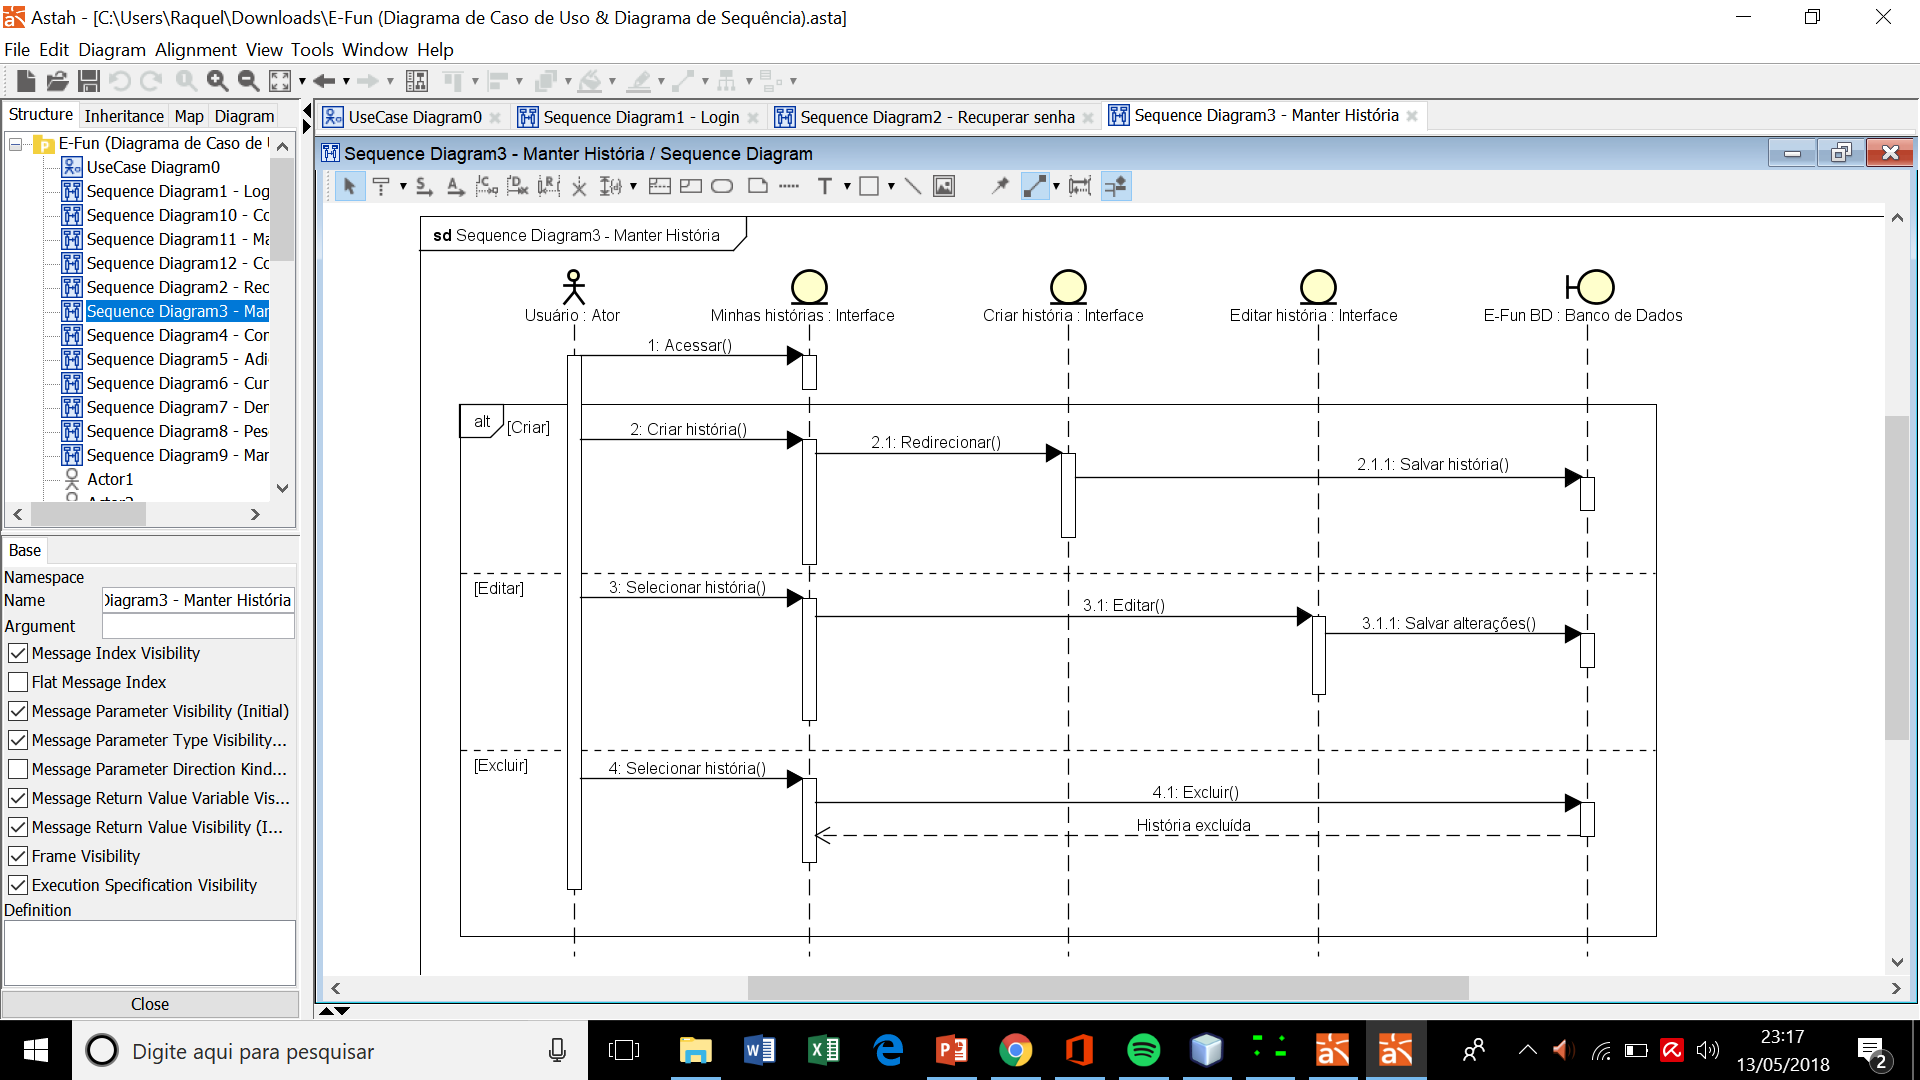 Astah - [C:\Users\Raquel\Downloads\E-Fun (Diagrama de Caso de Uso & Diagrama de Sequência).asta]
File Edit Diagram Alignment View Tools Window Help
Structure Inheritance Map Diagram
UseCase Diagram0 Sequence Diagram1 - Login Sequence Diagram2 - Recuperar senha Sequence Diagram3 - Manter História
E-Fun (Diagrama de Caso de
UseCase Diagram0
Sequence Diagram1 - Log
Sequence Diagram10 - Co
Sequence Diagram11 - Ma
Sequence Diagram12 - Co
Sequence Diagram2 - Rec
Sequence Diagram3 - Man
Sequence Diagram4 - Con
Sequence Diagram5 - Adi
Sequence Diagram6 - Cur
Sequence Diagram7 - Den
Sequence Diagram8 - Pes
Sequence Diagram9 - Mar
Actor1
Base
Namespace
Name Diagram3 - Manter História
Argument
Message Index Visibility
Flat Message Index
Message Parameter Visibility (Initial)
Message Parameter Type Visibility...
Message Parameter Direction Kind...
Message Return Value Variable Vis...
Message Return Value Visibility (I...
Frame Visibility
Execution Specification Visibility
Definition
Close
Sequence Diagram3 - Manter História / Sequence Diagram
sd Sequence Diagram3 - Manter História
Usuário : Ator Minhas histórias : Interface Criar história : Interface Editar história : Interface E-Fun BD : Banco de Dados
1: Acessar()
alt [Criar]
2: Criar história()
2.1: Redirecionar()
2.1.1: Salvar história()
[Editar]
3: Selecionar história()
3.1: Editar()
3.1.1: Salvar alterações()
[Excluir]
4: Selecionar história()
4.1: Excluir()
História excluída
Digite aqui para pesquisar
23:17
13/05/2018
2